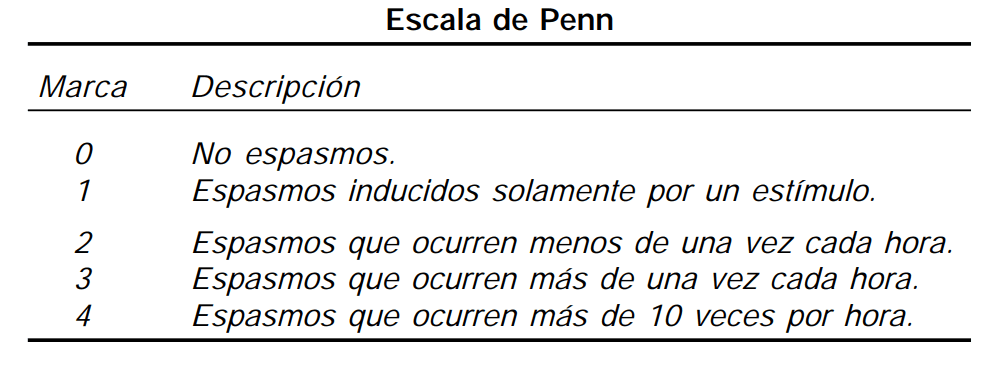 Escala de Penn
Marca Descripción
0 No espasmos.
1 Espasmos inducidos solamente por un estímulo.
2 Espasmos que ocurren menos de una vez cada hora.
3 Espasmos que ocurren más de una vez cada hora.
4 Espasmos que ocurren más de 10 veces por hora.